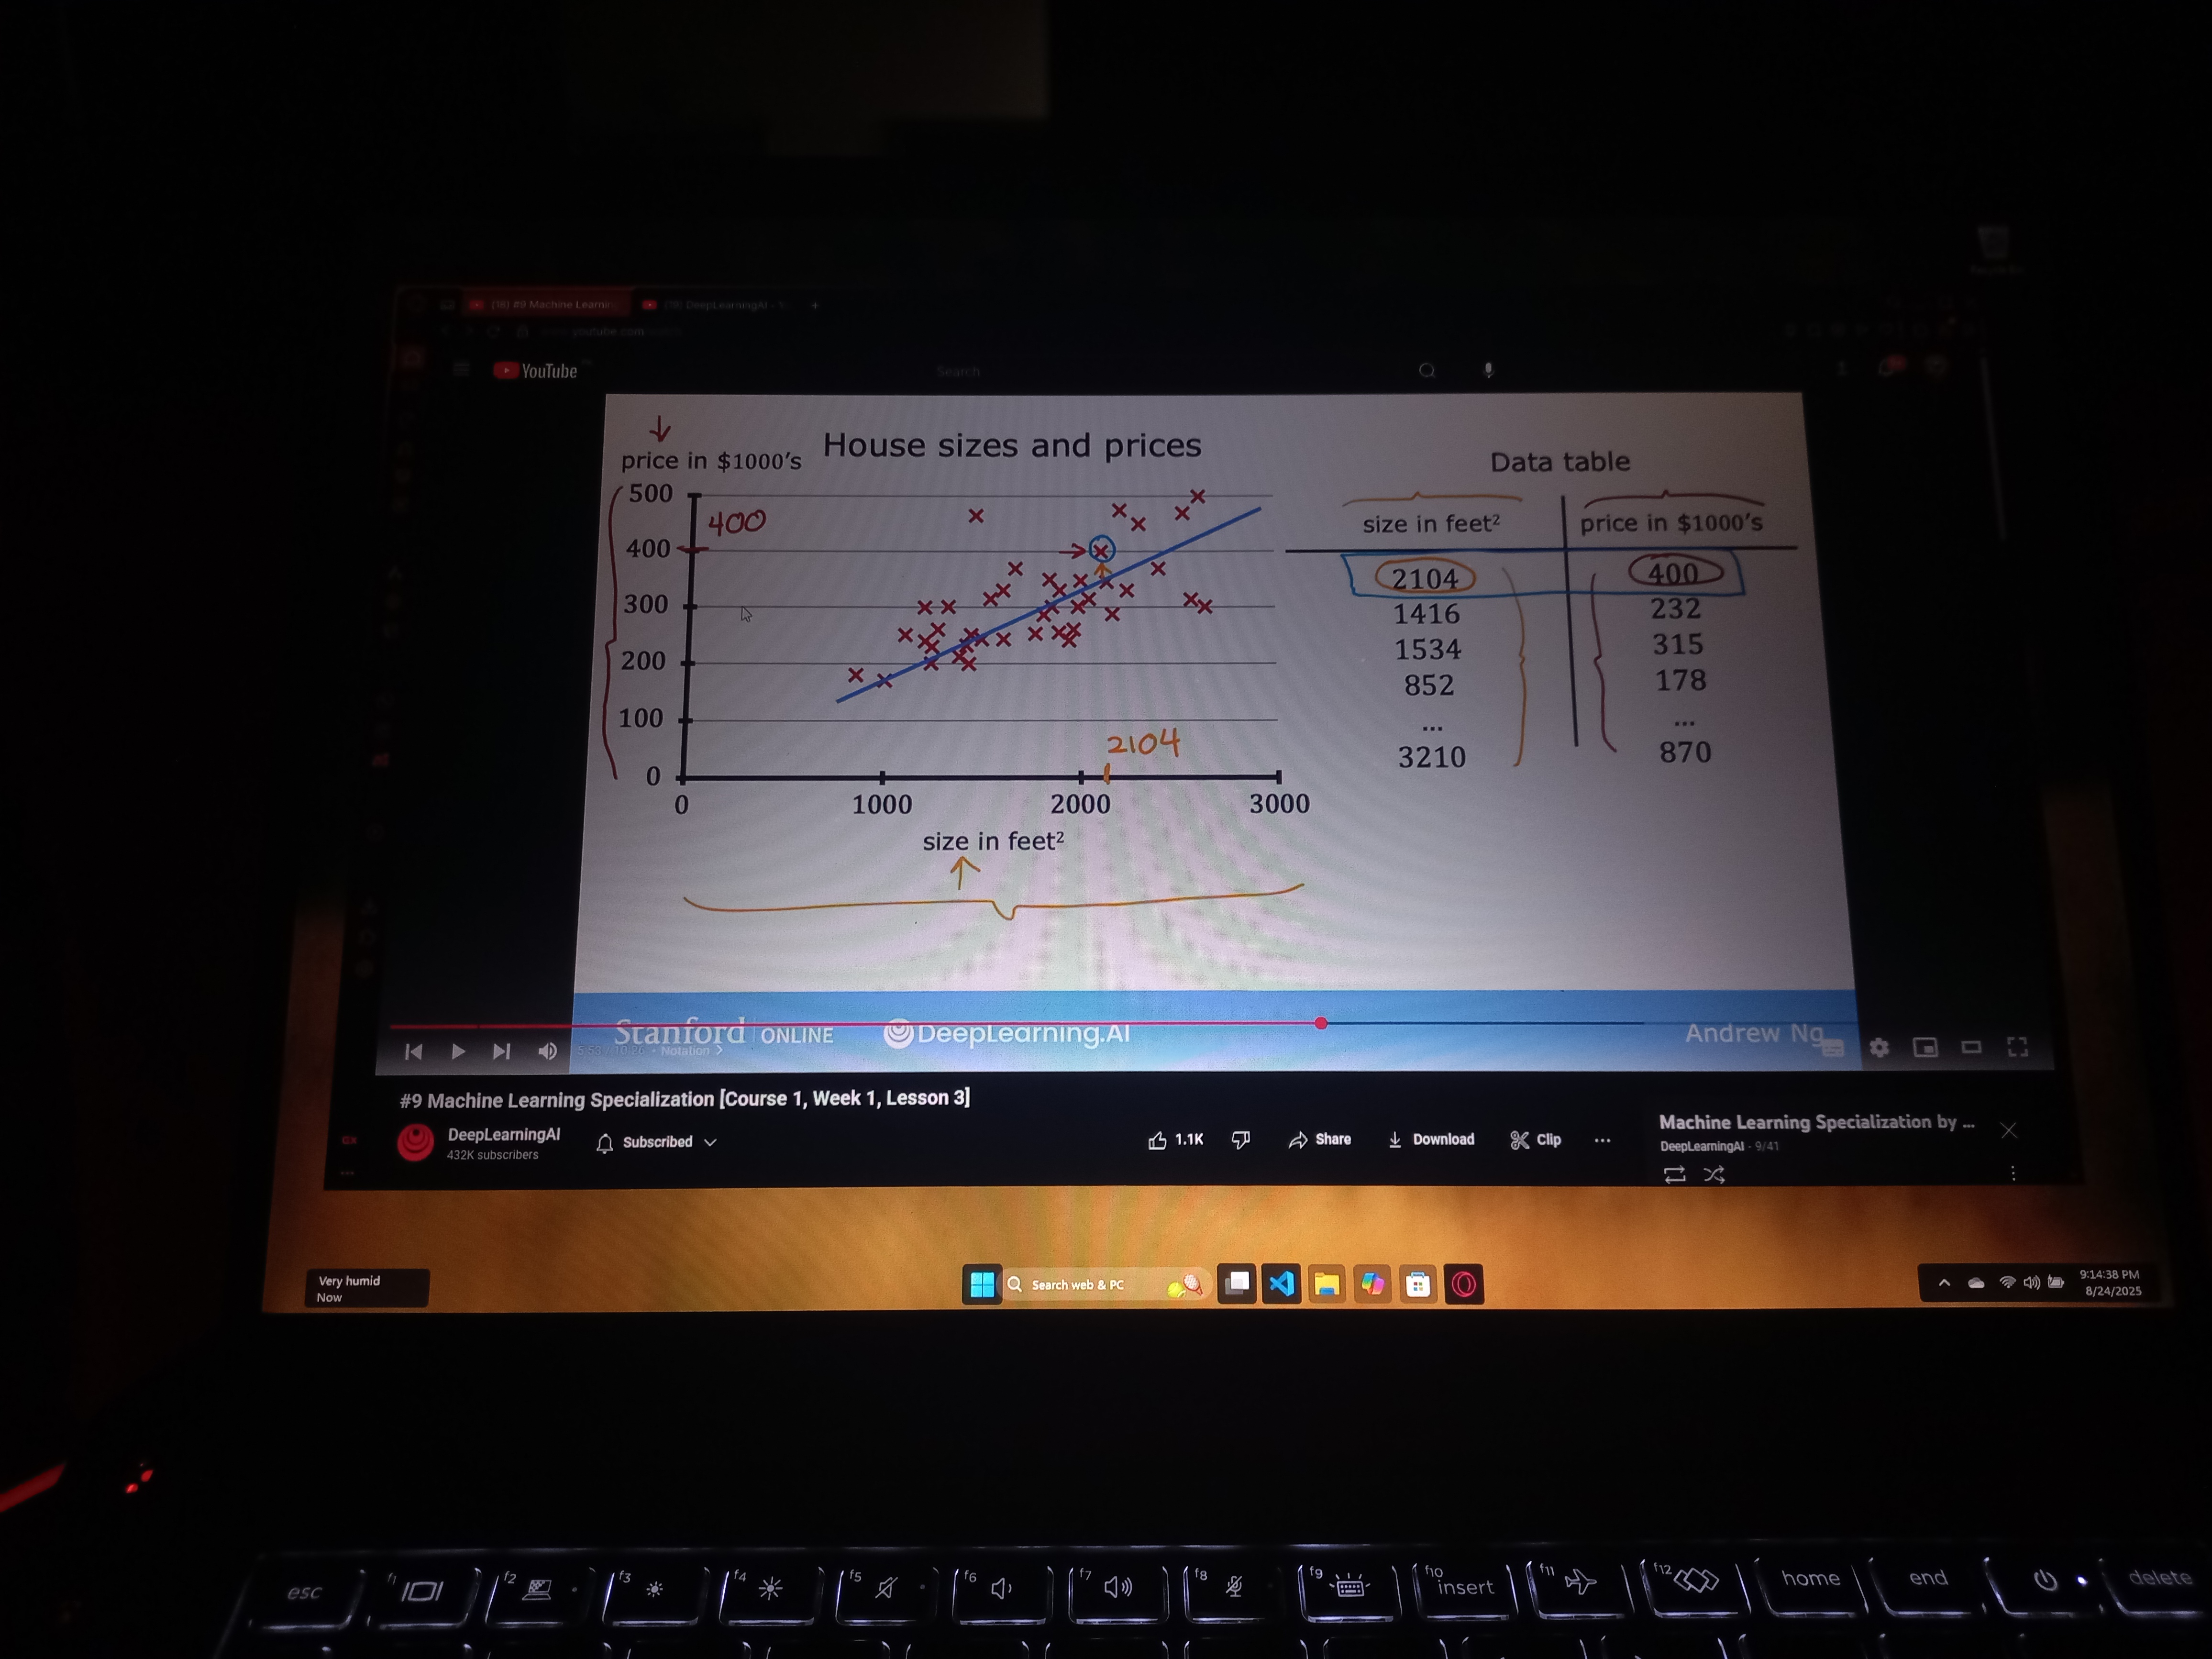 (18) #9 Machine Learnin
(18) DeepLearningAI - Y
youtube.com
YouTube
Search
House sizes and prices
price in $1000's
500
400
400
300
200
100
0
0
1000
2000
3000
2104
size in feet²
Data table
size in feet² price in $1000's
2104 400
1416 232
1534 315
852 178
... ...
3210 870
Stanford ONLINE DeepLearning.AI Andrew Ng
5:53 / 10:26 • Notation
#9 Machine Learning Specialization [Course 1, Week 1, Lesson 3]
DeepLearningAI
432K subscribers
Subscribed
1.1K
Share
Download
Clip
...
Machine Learning Specialization by ...
DeepLearningAI - 9/41
GX
Very humid
Now
Search web & PC
9:14:38 PM
8/24/2025
esc f1 f2 f3 f4 f5 f6 f7 f8 f9 f10 insert f11 f12 home end delete